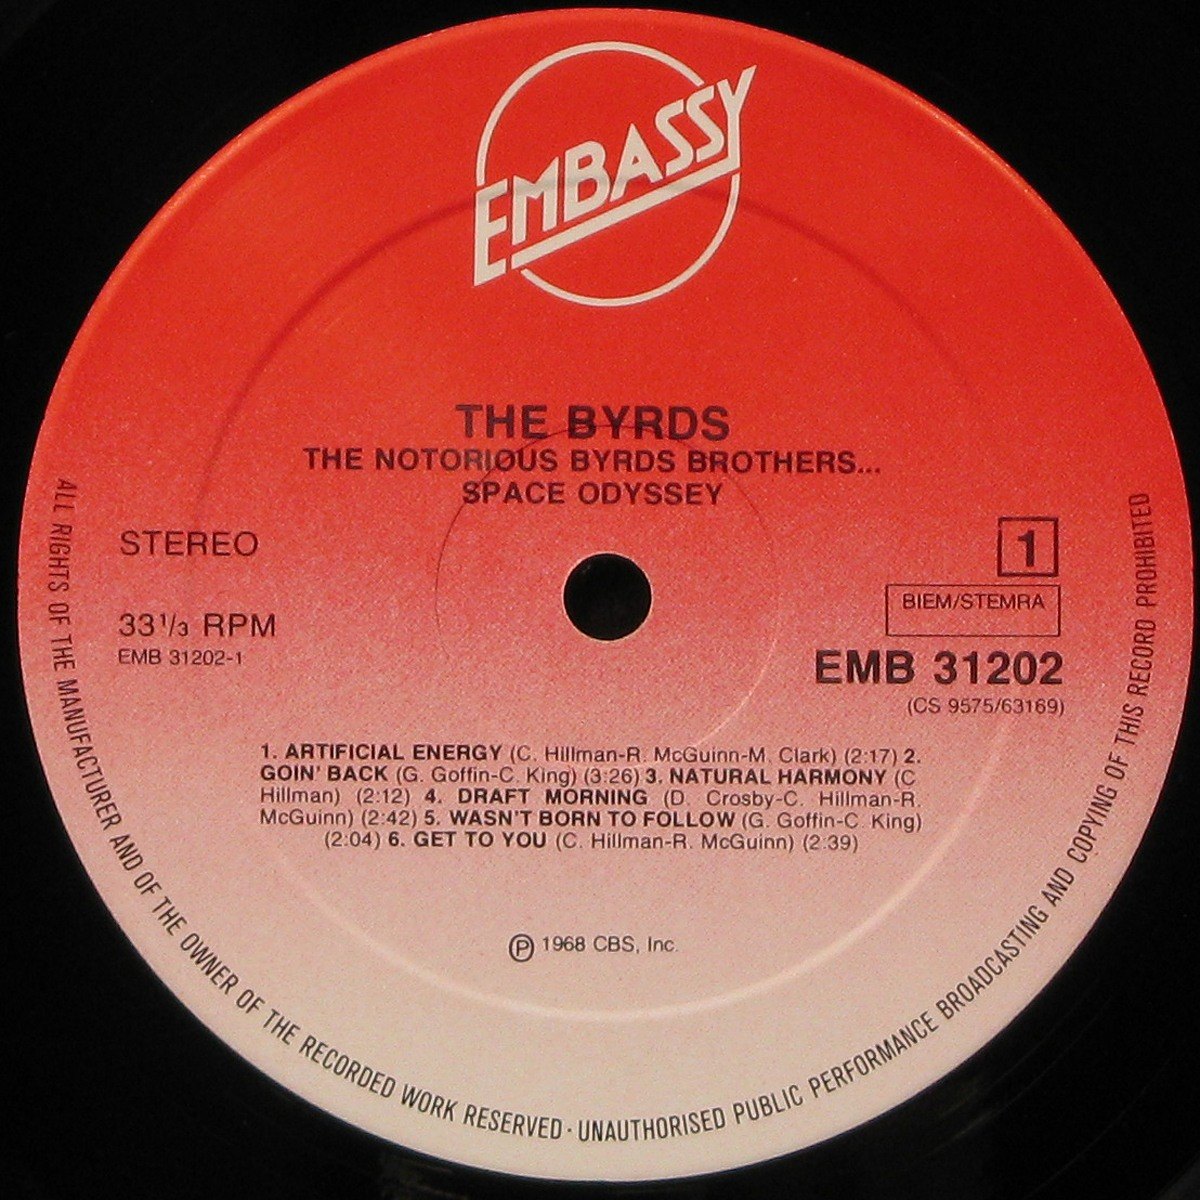 EMBASSY
THE BYRDS
THE NOTORIOUS BYRDS BROTHERS...
SPACE ODYSSEY
STEREO
1
BIEM/STEMRA
33 1/3 RPM
EMB 31202-1
EMB 31202
(CS 9575/63169)
1. ARTIFICIAL ENERGY (C. Hillman-R. McGuinn-M. Clark) (2:17) 2.
GOIN' BACK (G. Goffin-C. King) (3:26) 3. NATURAL HARMONY (C
Hillman) (2:12) 4. DRAFT MORNING (D. Crosby-C. Hillman-R.
McGuinn) (2:42) 5. WASN'T BORN TO FOLLOW (G. Goffin-C. King)
(2:04) 6. GET TO YOU (C. Hillman-R. McGuinn) (2:39)
Ⓟ 1968 CBS, Inc.
ALL RIGHTS OF THE MANUFACTURER AND OF THE OWNER OF THE RECORDED WORK RESERVED · UNAUTHORISED PUBLIC PERFORMANCE BROADCASTING AND COPYING OF THIS RECORD PROHIBITED